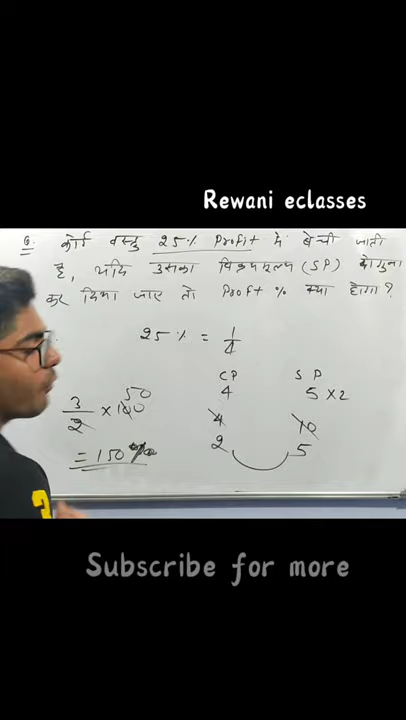 Rewani eclasses
Q. कोई वस्तु 25% Profit में बेची जाती
है, यदि उसका विक्रयमूल्य (SP) दोगुना
कर दिया जाए तो Profit % क्या होगा?
25% = 1/4
CP SP
4 5 × 2
3/2 × 100 50
4 10
2 5
= 150%
Subscribe for more